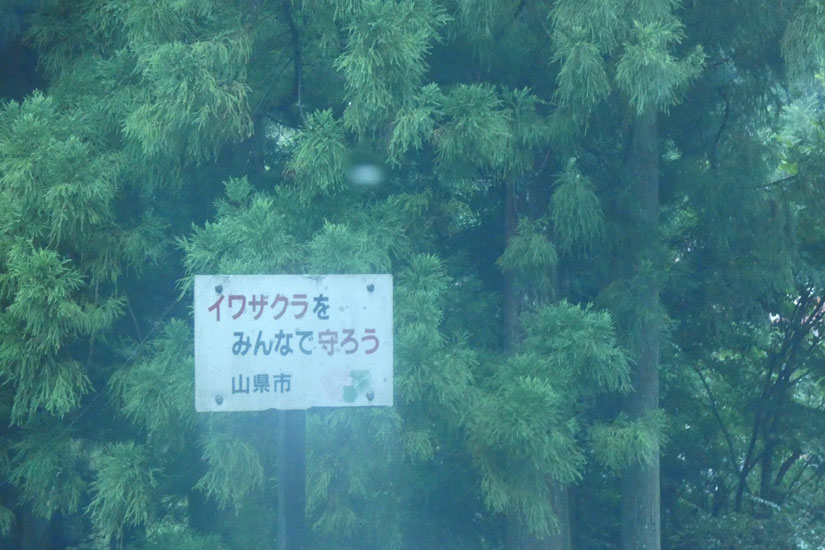 イワザクラを
みんなで守ろう
山県市